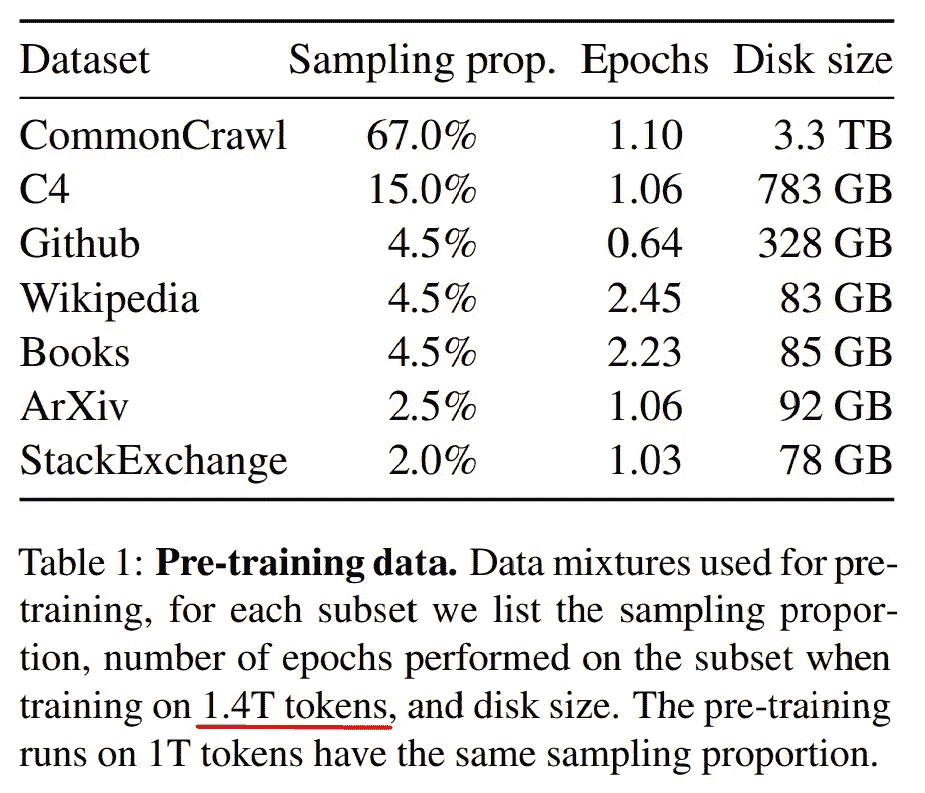 Dataset Sampling prop. Epochs Disk size
CommonCrawl 67.0% 1.10 3.3 TB
C4 15.0% 1.06 783 GB
Github 4.5% 0.64 328 GB
Wikipedia 4.5% 2.45 83 GB
Books 4.5% 2.23 85 GB
ArXiv 2.5% 1.06 92 GB
StackExchange 2.0% 1.03 78 GB
Table 1: Pre-training data. Data mixtures used for pre-
training, for each subset we list the sampling propor-
tion, number of epochs performed on the subset when
training on 1.4T tokens, and disk size. The pre-training
runs on 1T tokens have the same sampling proportion.